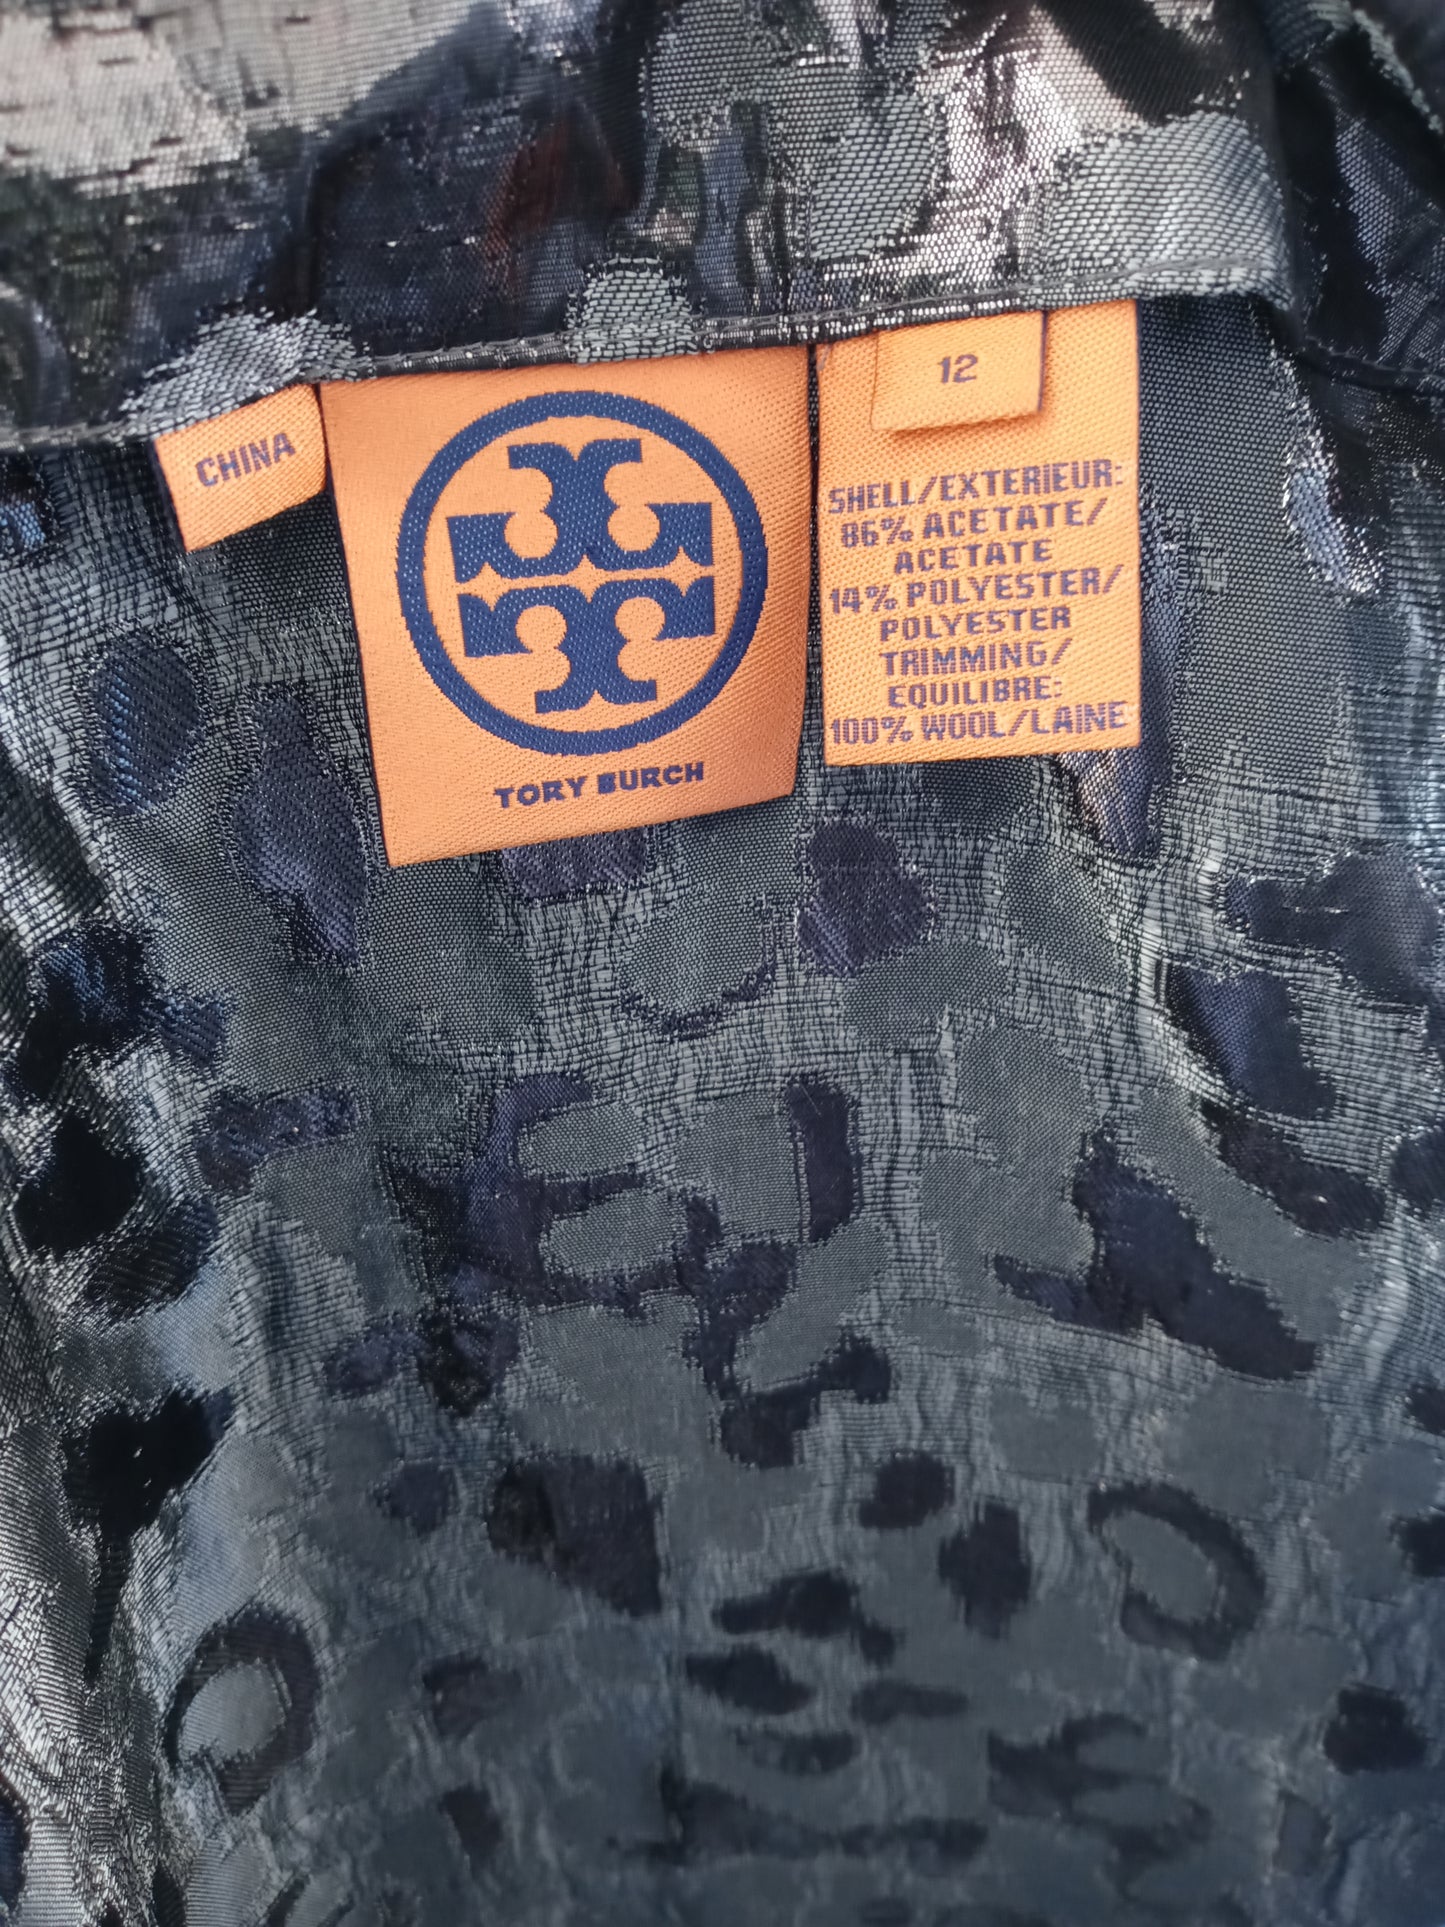 CHINA
TORY BURCH
12
SHELL/EXTERIEUR:
86% ACETATE/
ACETATE
14% POLYESTER/
POLYESTER
TRIMMING/
EQUILIBRE:
100% WOOL/LAINE